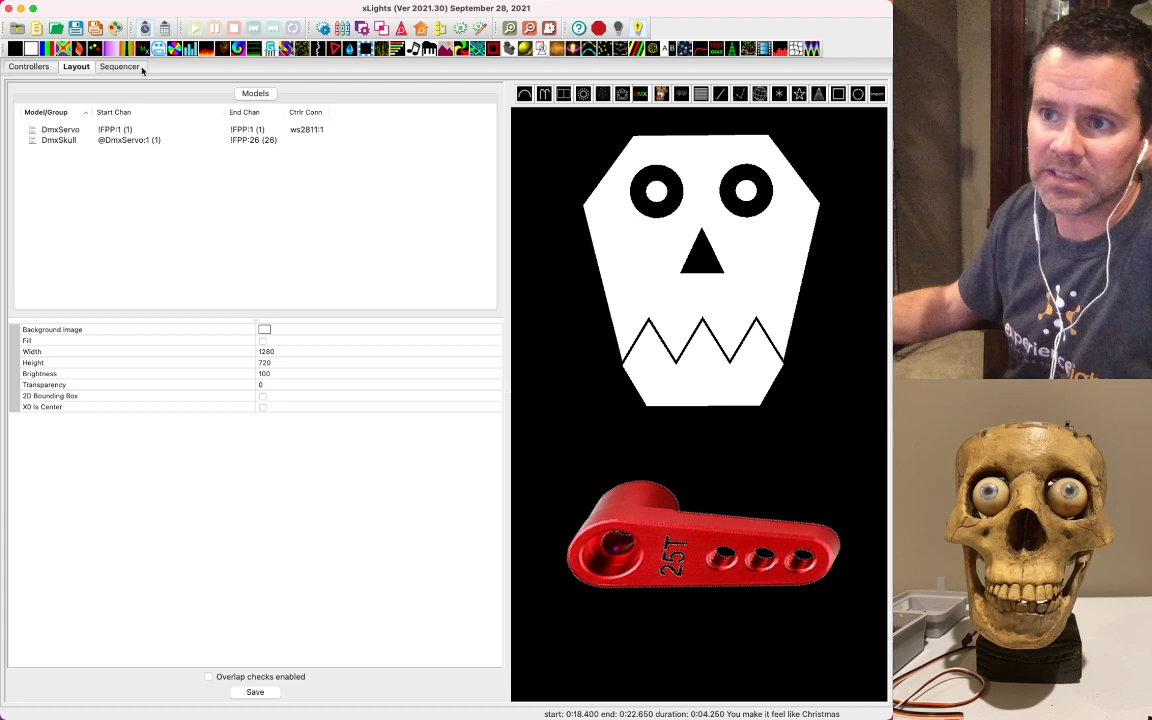 xLights (Ver 2021.30) September 28, 2021
Controllers
Layout
Sequencer
Models
Model/Group
Start Chan
End Chan
Ctrlr Conn
DmxServo
!FPP:1 (1)
!FPP:1 (1)
ws2811:1
DmxSkull
@DmxServo:1 (1)
!FPP:26 (26)
Background Image
Fill
Width
1280
Height
720
Brightness
100
Transparency
0
2D Bounding Box
X0 Is Center
Overlap checks enabled
Save
DMX
25T
experience
start: 0:18.400 end: 0:22.650 duration: 0:04.250 You make it feel like Christmas